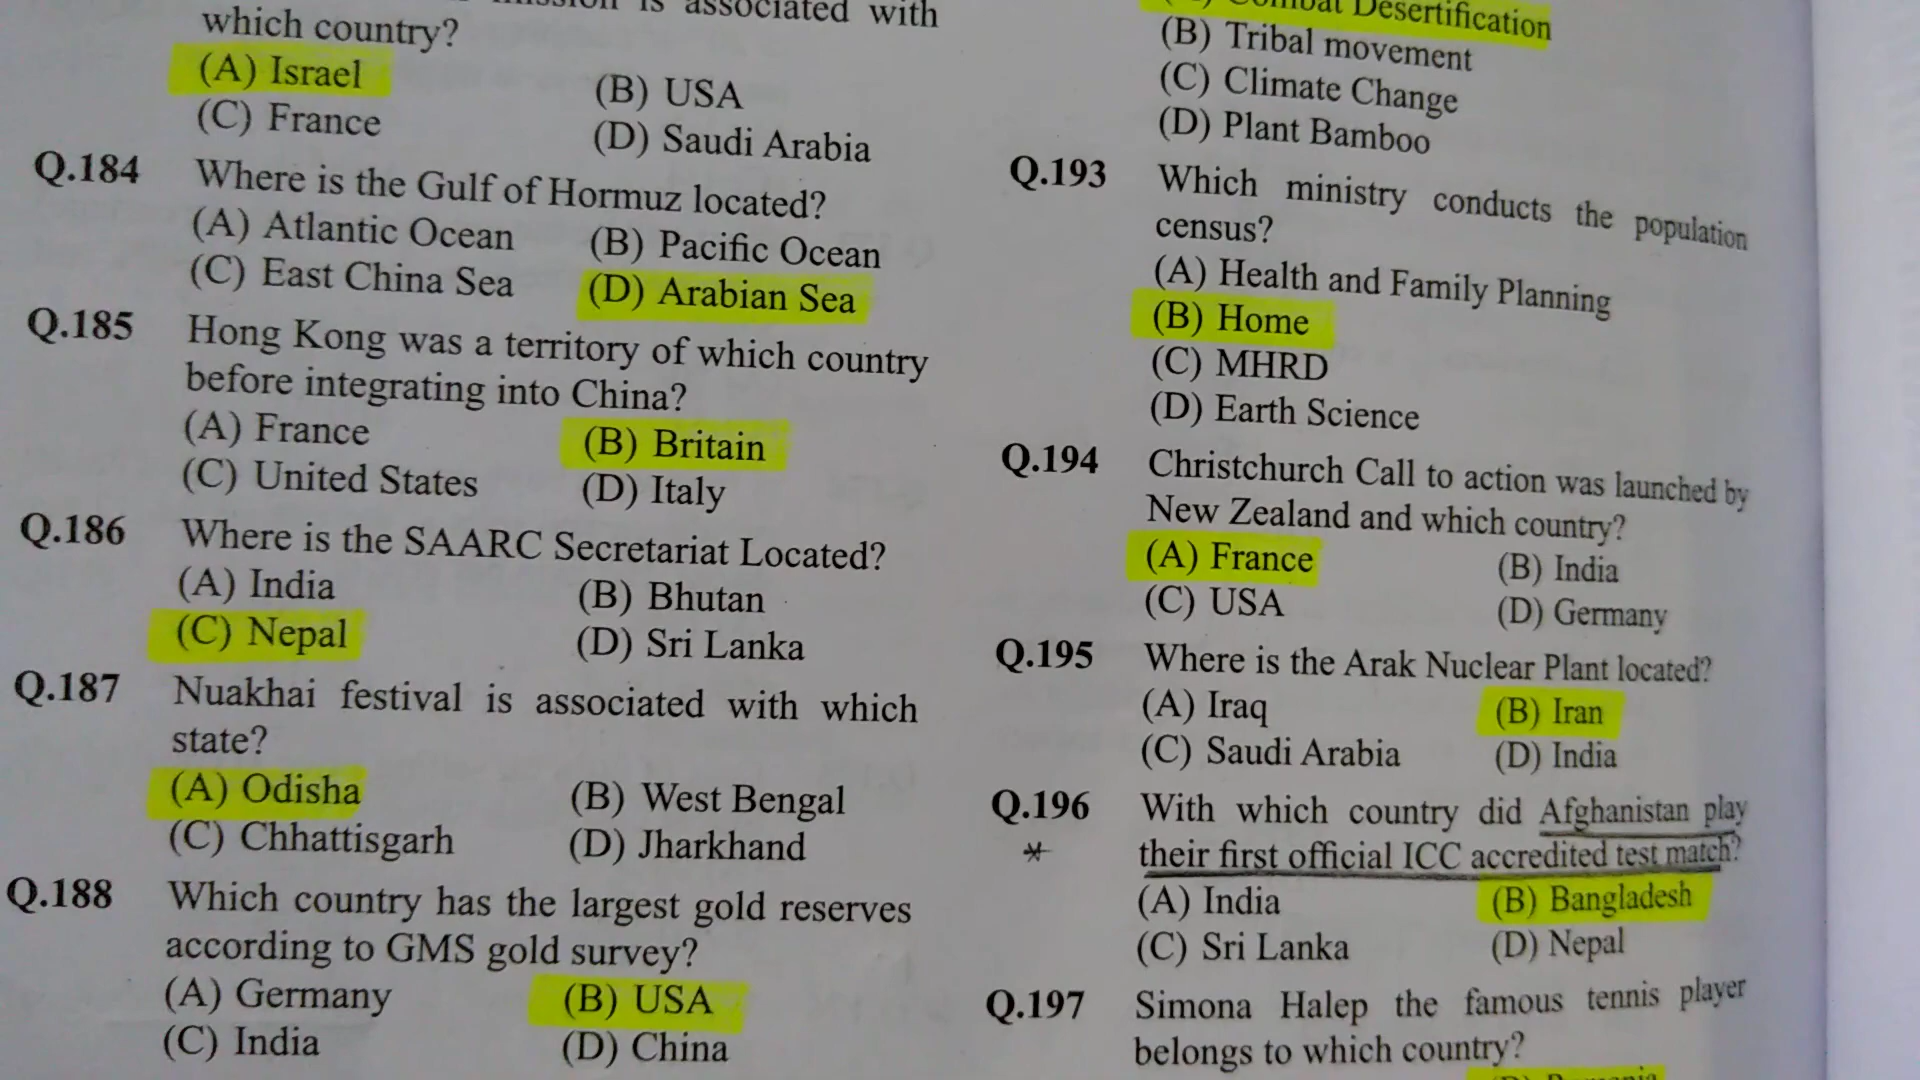 is associated with
which country?
(A) Israel
(B) USA
(C) France
(D) Saudi Arabia
Q.184 Where is the Gulf of Hormuz located?
(A) Atlantic Ocean
(B) Pacific Ocean
(C) East China Sea
(D) Arabian Sea
Q.185 Hong Kong was a territory of which country
before integrating into China?
(A) France
(B) Britain
(C) United States
(D) Italy
Q.186 Where is the SAARC Secretariat Located?
(A) India
(B) Bhutan
(C) Nepal
(D) Sri Lanka
Q.187 Nuakhai festival is associated with which
state?
(A) Odisha
(B) West Bengal
(C) Chhattisgarh
(D) Jharkhand
Q.188 Which country has the largest gold reserves
according to GMS gold survey?
(A) Germany
(B) USA
(C) India
(D) China
Combat Desertification
(B) Tribal movement
(C) Climate Change
(D) Plant Bamboo
Q.193 Which ministry conducts the population
census?
(A) Health and Family Planning
(B) Home
(C) MHRD
(D) Earth Science
Q.194 Christchurch Call to action was launched by
New Zealand and which country?
(A) France
(B) India
(C) USA
(D) Germany
Q.195 Where is the Arak Nuclear Plant located?
(A) Iraq
(B) Iran
(C) Saudi Arabia
(D) India
Q.196 With which country did Afghanistan play
* their first official ICC accredited test match?
(A) India
(B) Bangladesh
(C) Sri Lanka
(D) Nepal
Q.197 Simona Halep the famous tennis player
belongs to which country?